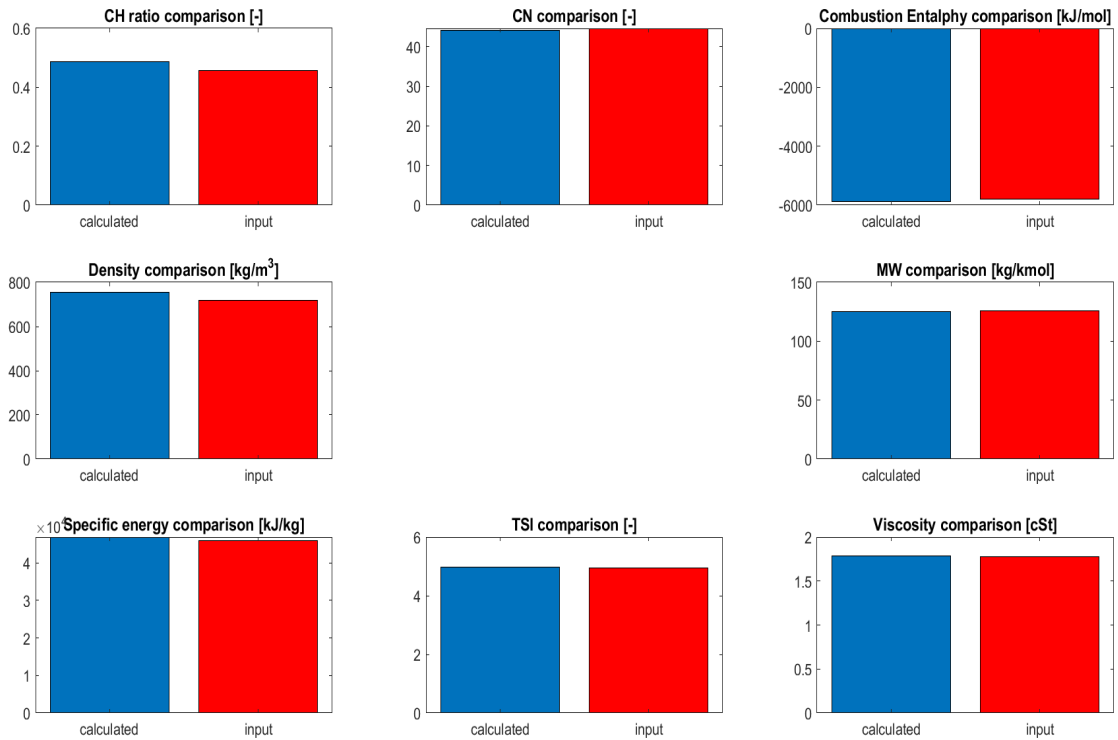 CH ratio comparison [-]
0.6
0.4
0.2
0
calculated input
CN comparison [-]
40
30
20
10
0
calculated input
Combustion Entalphy comparison [kJ/mol]
0
-2000
-4000
-6000
calculated input
Density comparison [kg/m³]
800
600
400
200
0
calculated input
MW comparison [kg/kmol]
150
100
50
0
calculated input
×10⁴
Specific energy comparison [kJ/kg]
4
3
2
1
0
calculated input
TSI comparison [-]
6
4
2
0
calculated input
Viscosity comparison [cSt]
2
1.5
1
0.5
0
calculated input